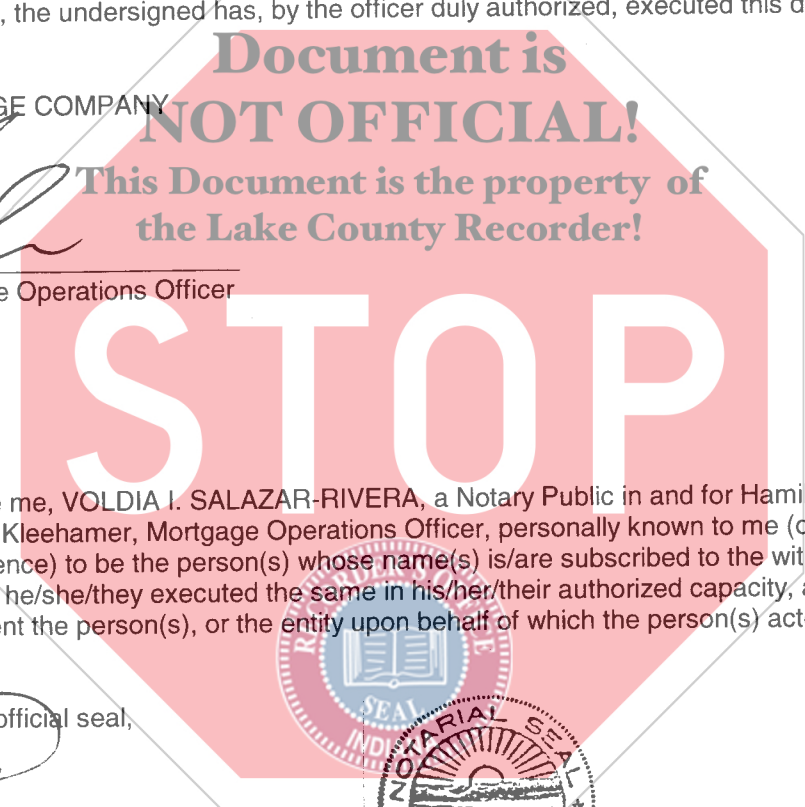 , the undersigned has, by the officer duly authorized, executed this d
Document is
GE COMPANY
NOT OFFICIAL!
This Document is the property of
the Lake County Recorder!
e Operations Officer
STOP
e me, VOLDIA I. SALAZAR-RIVERA, a Notary Public in and for Hami
Kleehamer, Mortgage Operations Officer, personally known to me (o
ence) to be the person(s) whose name(s) is/are subscribed to the wit
he/she/they executed the same in his/her/their authorized capacity, a
ent the person(s), or the entity upon behalf of which the person(s) act
RECORDER'S OFFICE
SEAL
INDIANA
official seal,
NOTARIAL SEAL